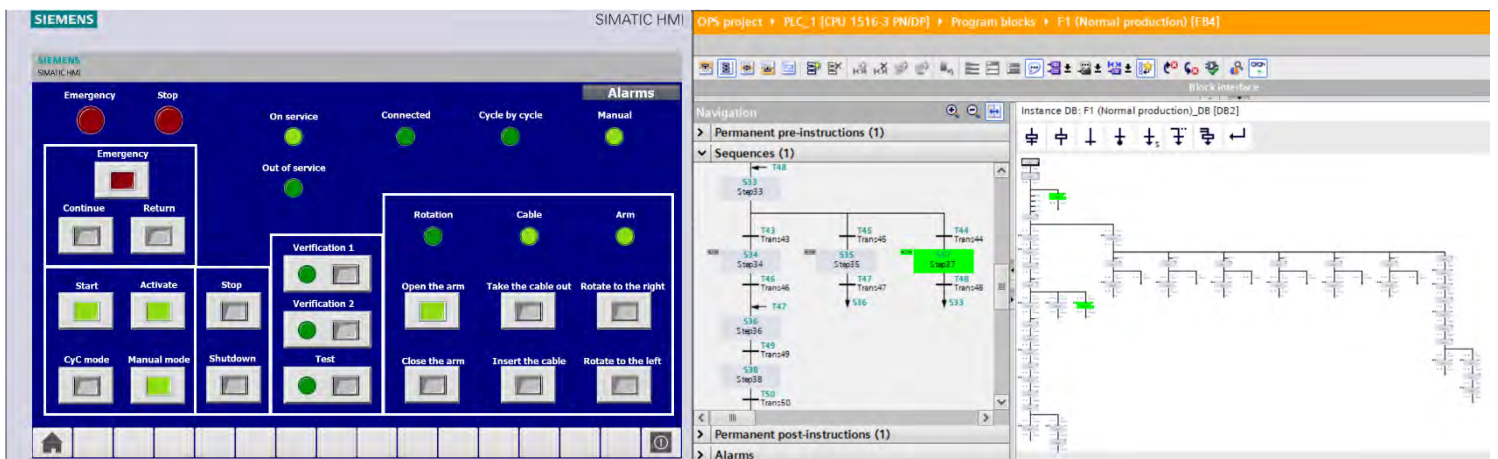 SIEMENS
SIMATIC HMI
SIEMENS
SIMATIC HMI
Alarms
Emergency Stop
On service Connected Cycle by cycle Manual
Out of service
Emergency
Continue Return
Rotation Cable Arm
Verification 1
Start Activate Stop
Open the arm Take the cable out Rotate to the right
Verification 2
CyC mode Manual mode Shutdown Test
Close the arm Insert the cable Rotate to the left
OPS project PLC_1 [CPU 1516-3 PN/DP] Program blocks F1 (Normal production) [FB4]
Block interface
Navigation
Permanent pre-instructions (1)
Sequences (1)
T48
S33
Step33
T43 T45 T44
Trans43 Trans45 Trans44
S34 S35
Step34 Step35 Step37
T46 T47 T48
Trans46 Trans47 Trans48
T47 S36 S33
S36
Step36
T49
Trans49
S38
Step38
T50
Trans50
Permanent post-instructions (1)
Alarms
Instance DB: F1 (Normal production)_DB [DB2]